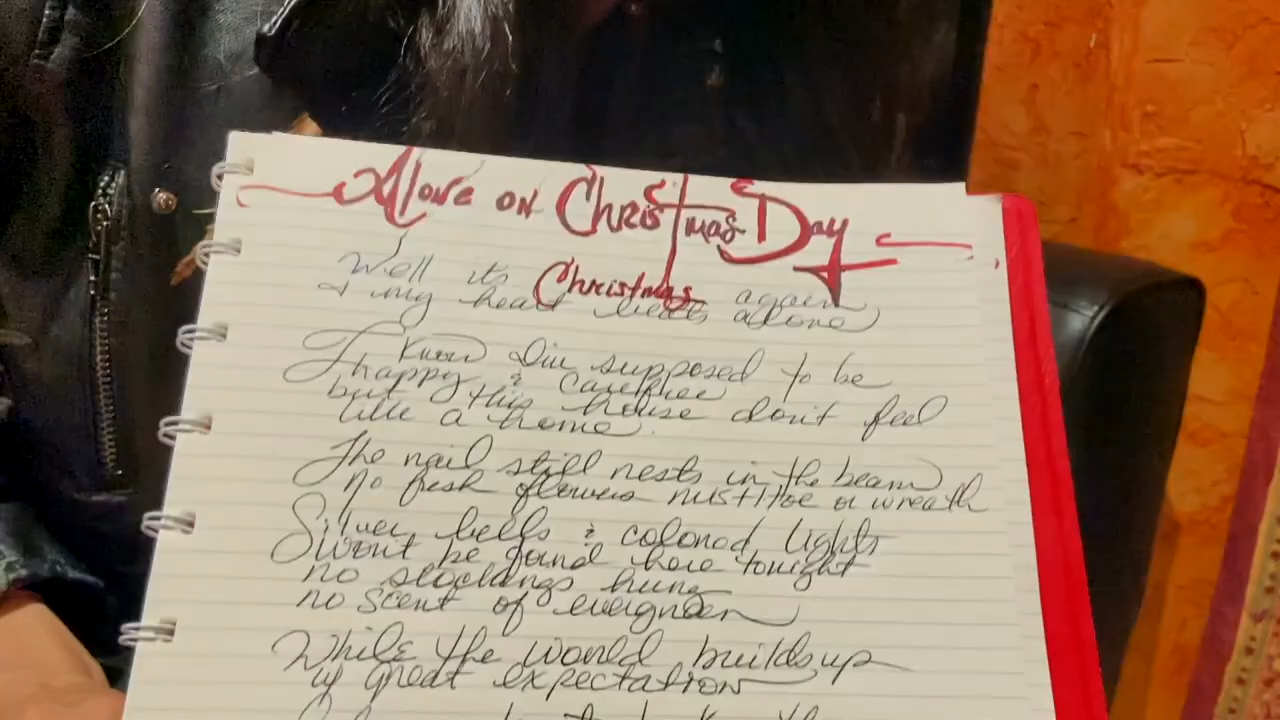 Alone on Christmas Day
Well it's Christmas again
& my heart beats alone
I know I'm supposed to be
happy & carefree
but this house don't feel
like a home.
The nail still nests in the beam
no fresh flowers mistltoe or wreath
Silver bells & colored lights
won't be found here tonight
no stockings hung
no scent of evergreen
While the world builds up
w/ great expectation